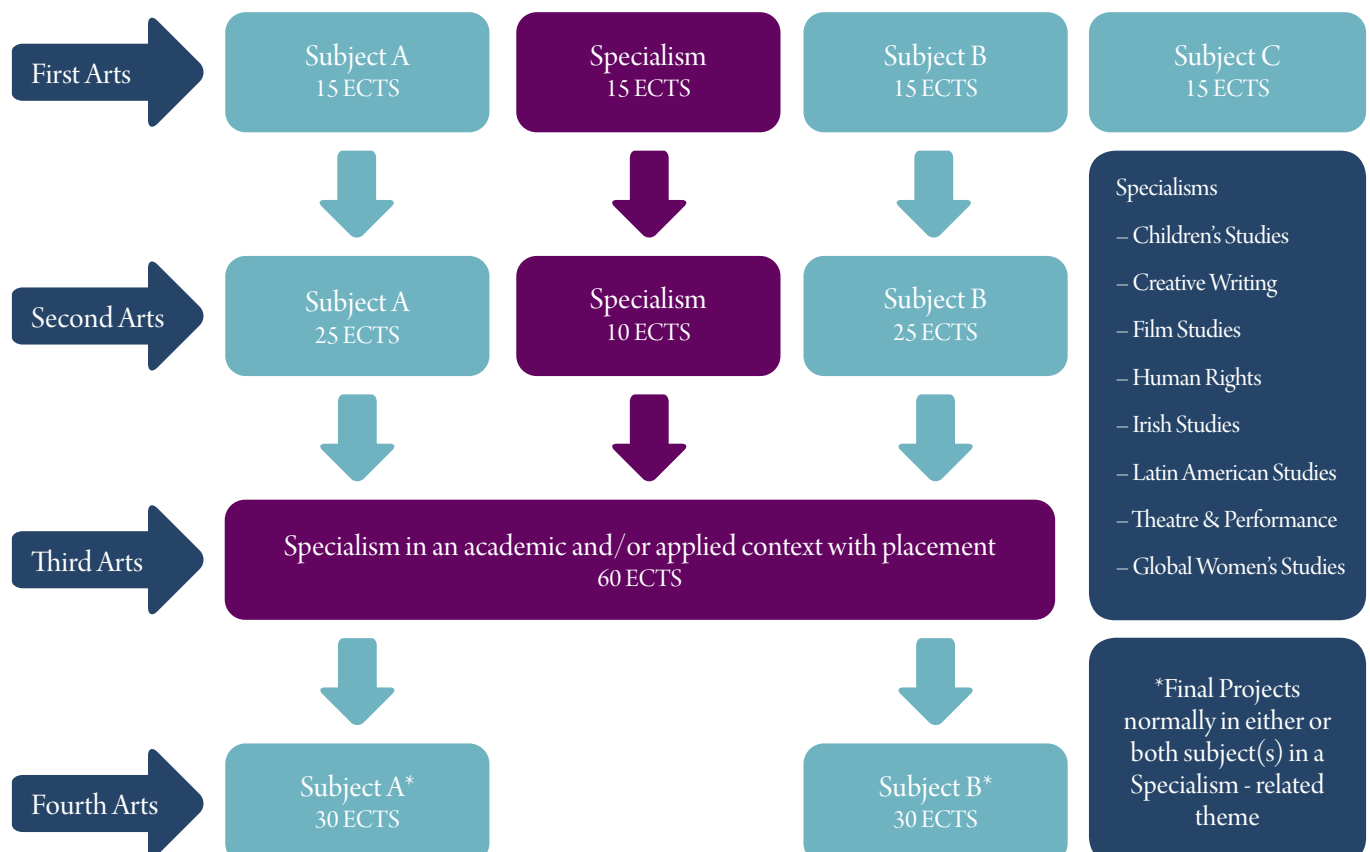 First Arts
Subject A
15 ECTS
Specialism
15 ECTS
Subject B
15 ECTS
Subject C
15 ECTS
Second Arts
Subject A
25 ECTS
Specialism
10 ECTS
Subject B
25 ECTS
Specialisms
– Children’s Studies
– Creative Writing
– Film Studies
– Human Rights
– Irish Studies
– Latin American Studies
– Theatre & Performance
– Global Women’s Studies
Third Arts
Specialism in an academic and/or applied context with placement
60 ECTS
Fourth Arts
Subject A*
30 ECTS
Subject B*
30 ECTS
*Final Projects
normally in either or
both subject(s) in a
Specialism - related
theme